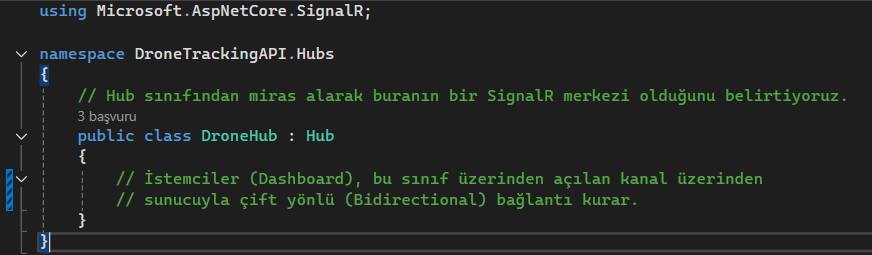 using Microsoft.AspNetCore.SignalR;
namespace DroneTrackingAPI.Hubs
{
// Hub sınıfından miras alarak buranın bir SignalR merkezi olduğunu belirtiyoruz.
3 başvuru
public class DroneHub : Hub
{
// İstemciler (Dashboard), bu sınıf üzerinden açılan kanal üzerinden
// sunucuyla çift yönlü (Bidirectional) bağlantı kurar.
}
}